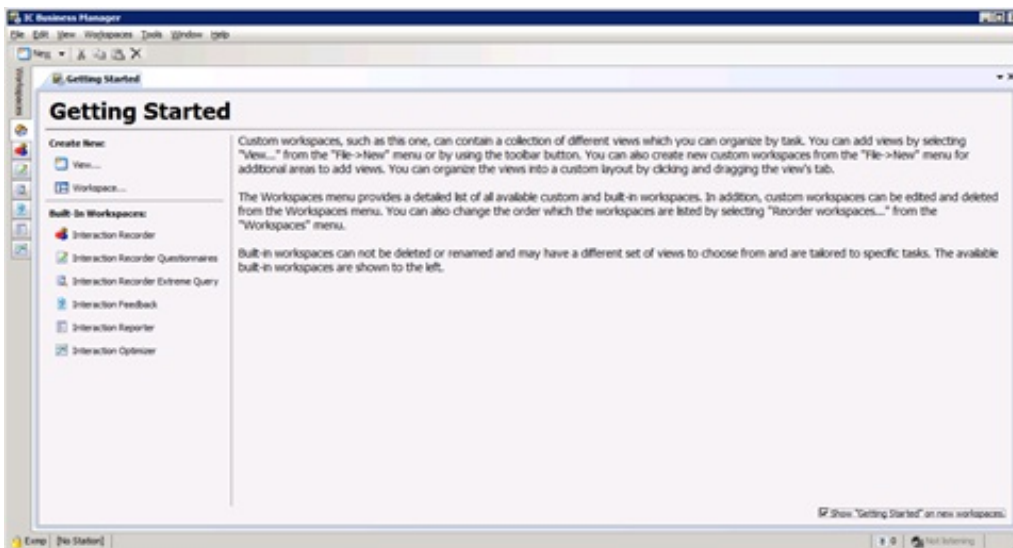 IC Business Manager
File Edit View Workspaces Tools Window Help
New
Workspaces
Getting Started
Getting Started
Create New:
View...
Workspace...
Built-In Workspaces:
Interaction Recorder
Interaction Recorder Questionnaires
Interaction Recorder Extreme Query
Interaction Feedback
Interaction Reporter
Interaction Optimizer
Custom workspaces, such as this one, can contain a collection of different views which you can organize by task. You can add views by selecting
"View..." from the "File->New" menu or by using the toolbar button. You can also create new custom workspaces from the "File->New" menu for
additional areas to add views. You can organize the views into a custom layout by clicking and dragging the view's tab.
The Workspaces menu provides a detailed list of all available custom and built-in workspaces. In addition, custom workspaces can be edited and deleted
from the Workspaces menu. You can also change the order which the workspaces are listed by selecting "Reorder workspaces..." from the
"Workspaces" menu.
Built-in workspaces can not be deleted or renamed and may have a different set of views to choose from and are tailored to specific tasks. The available
built-in workspaces are shown to the left.
Show "Getting Started" on new workspaces.
[No Station]
0
Not listening